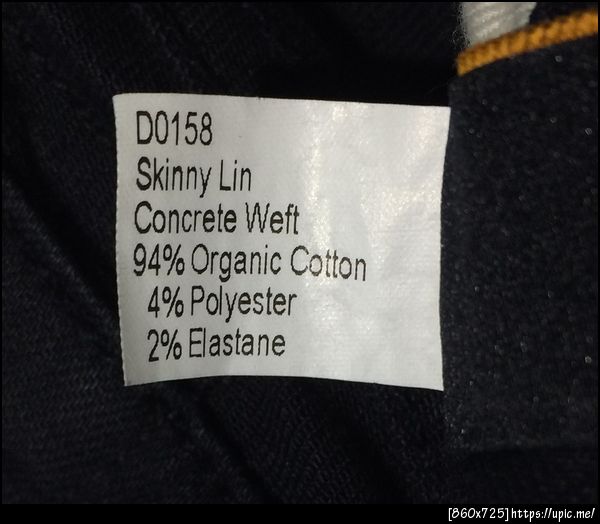 D0158
Skinny Lin
Concrete Weft
94% Organic Cotton
4% Polyester
2% Elastane
[860x725]https://upic.me/